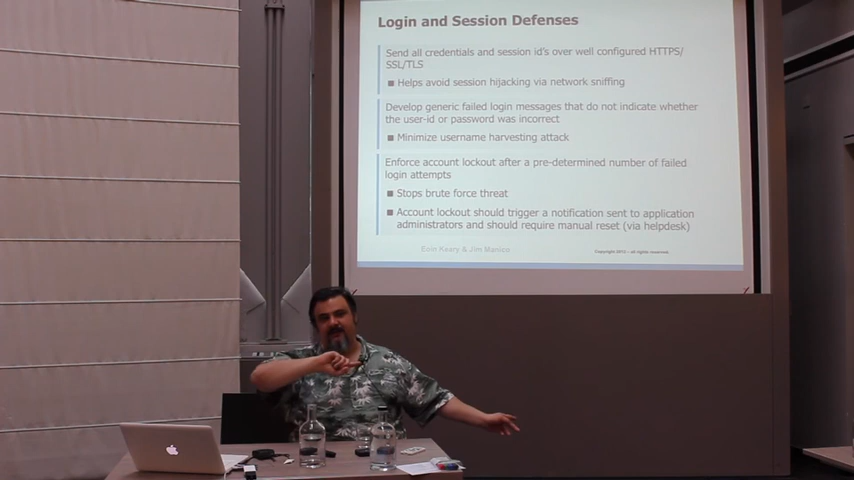 Login and Session Defenses
Send all credentials and session id's over well configured HTTPS/
SSL/TLS
Helps avoid session hijacking via network sniffing
Develop generic failed login messages that do not indicate whether
the user-id or password was incorrect
Minimize username harvesting attack
Enforce account lockout after a pre-determined number of failed
login attempts
Stops brute force threat
Account lockout should trigger a notification sent to application
administrators and should require manual reset (via helpdesk)
Eoin Keary & Jim Manico